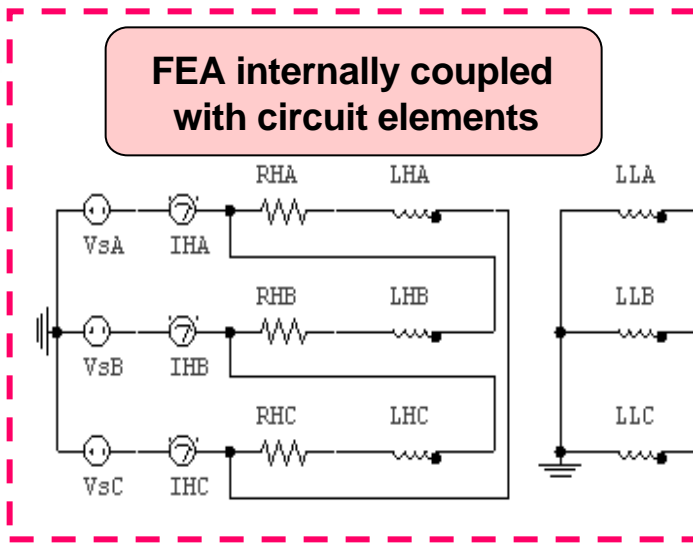 FEA internally coupled
with circuit elements
RHA LHA LLA
VsA IHA
RHB LHB LLB
VsB IHB
RHC LHC LLC
VsC IHC